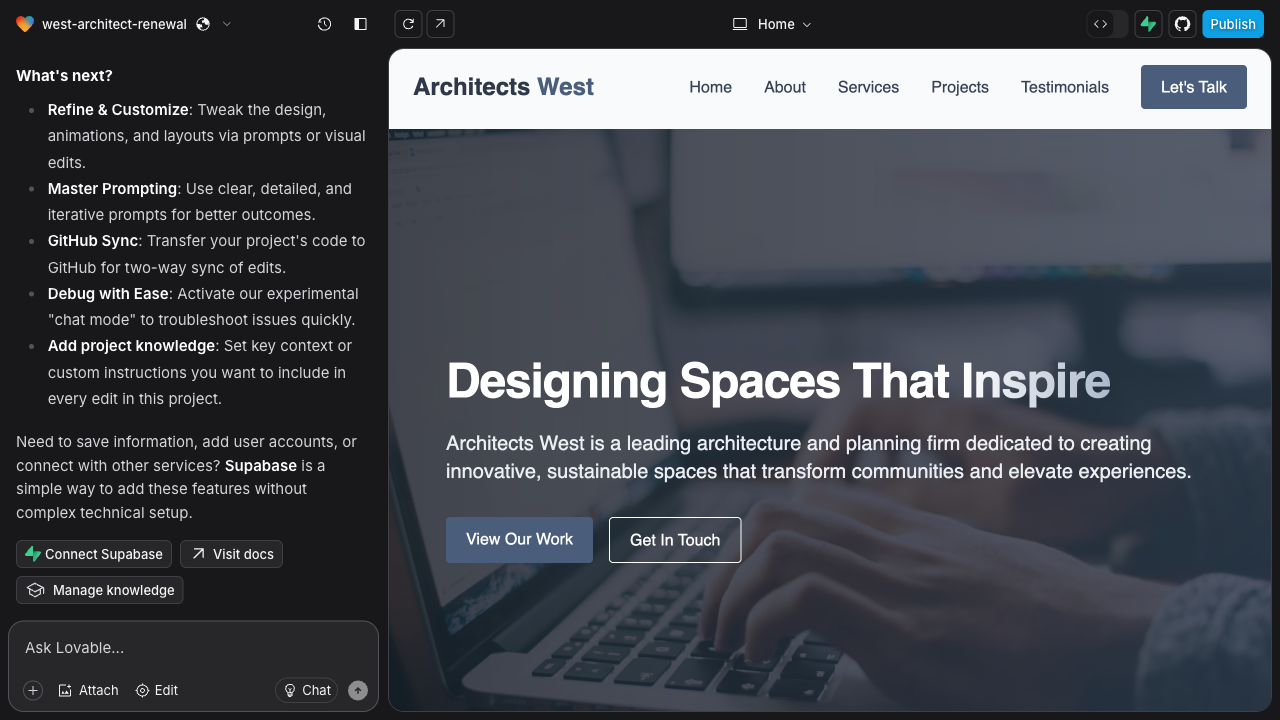 west-architect-renewal
Home
Publish
What's next?
Refine & Customize: Tweak the design,
animations, and layouts via prompts or visual
edits.
Master Prompting: Use clear, detailed, and
iterative prompts for better outcomes.
GitHub Sync: Transfer your project's code to
GitHub for two-way sync of edits.
Debug with Ease: Activate our experimental
"chat mode" to troubleshoot issues quickly.
Add project knowledge: Set key context or
custom instructions you want to include in
every edit in this project.
Need to save information, add user accounts, or
connect with other services? Supabase is a
simple way to add these features without
complex technical setup.
Connect Supabase
Visit docs
Manage knowledge
Ask Lovable...
Attach
Edit
Chat
Architects West
Home
About
Services
Projects
Testimonials
Let's Talk
Designing Spaces That Inspire
Architects West is a leading architecture and planning firm dedicated to creating
innovative, sustainable spaces that transform communities and elevate experiences.
View Our Work
Get In Touch